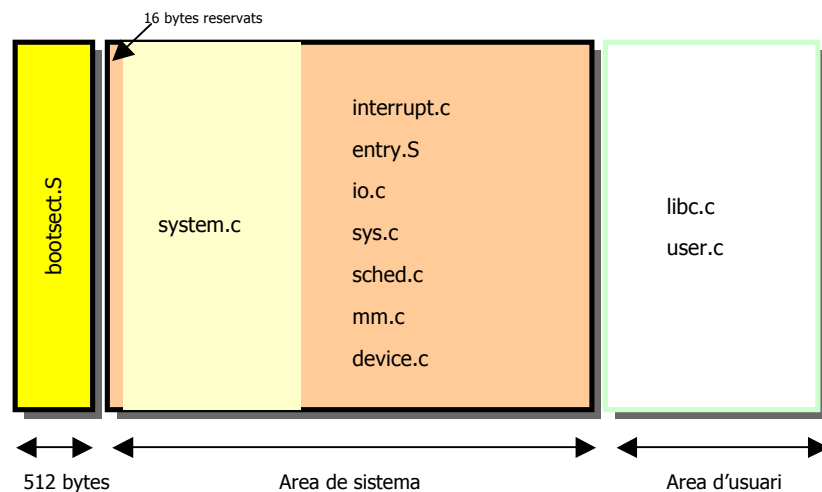 16 bytes reservats
bootsect.S
system.c
interrupt.c
entry.S
io.c
sys.c
sched.c
mm.c
device.c
libc.c
user.c
512 bytes
Area de sistema
Area d'usuari